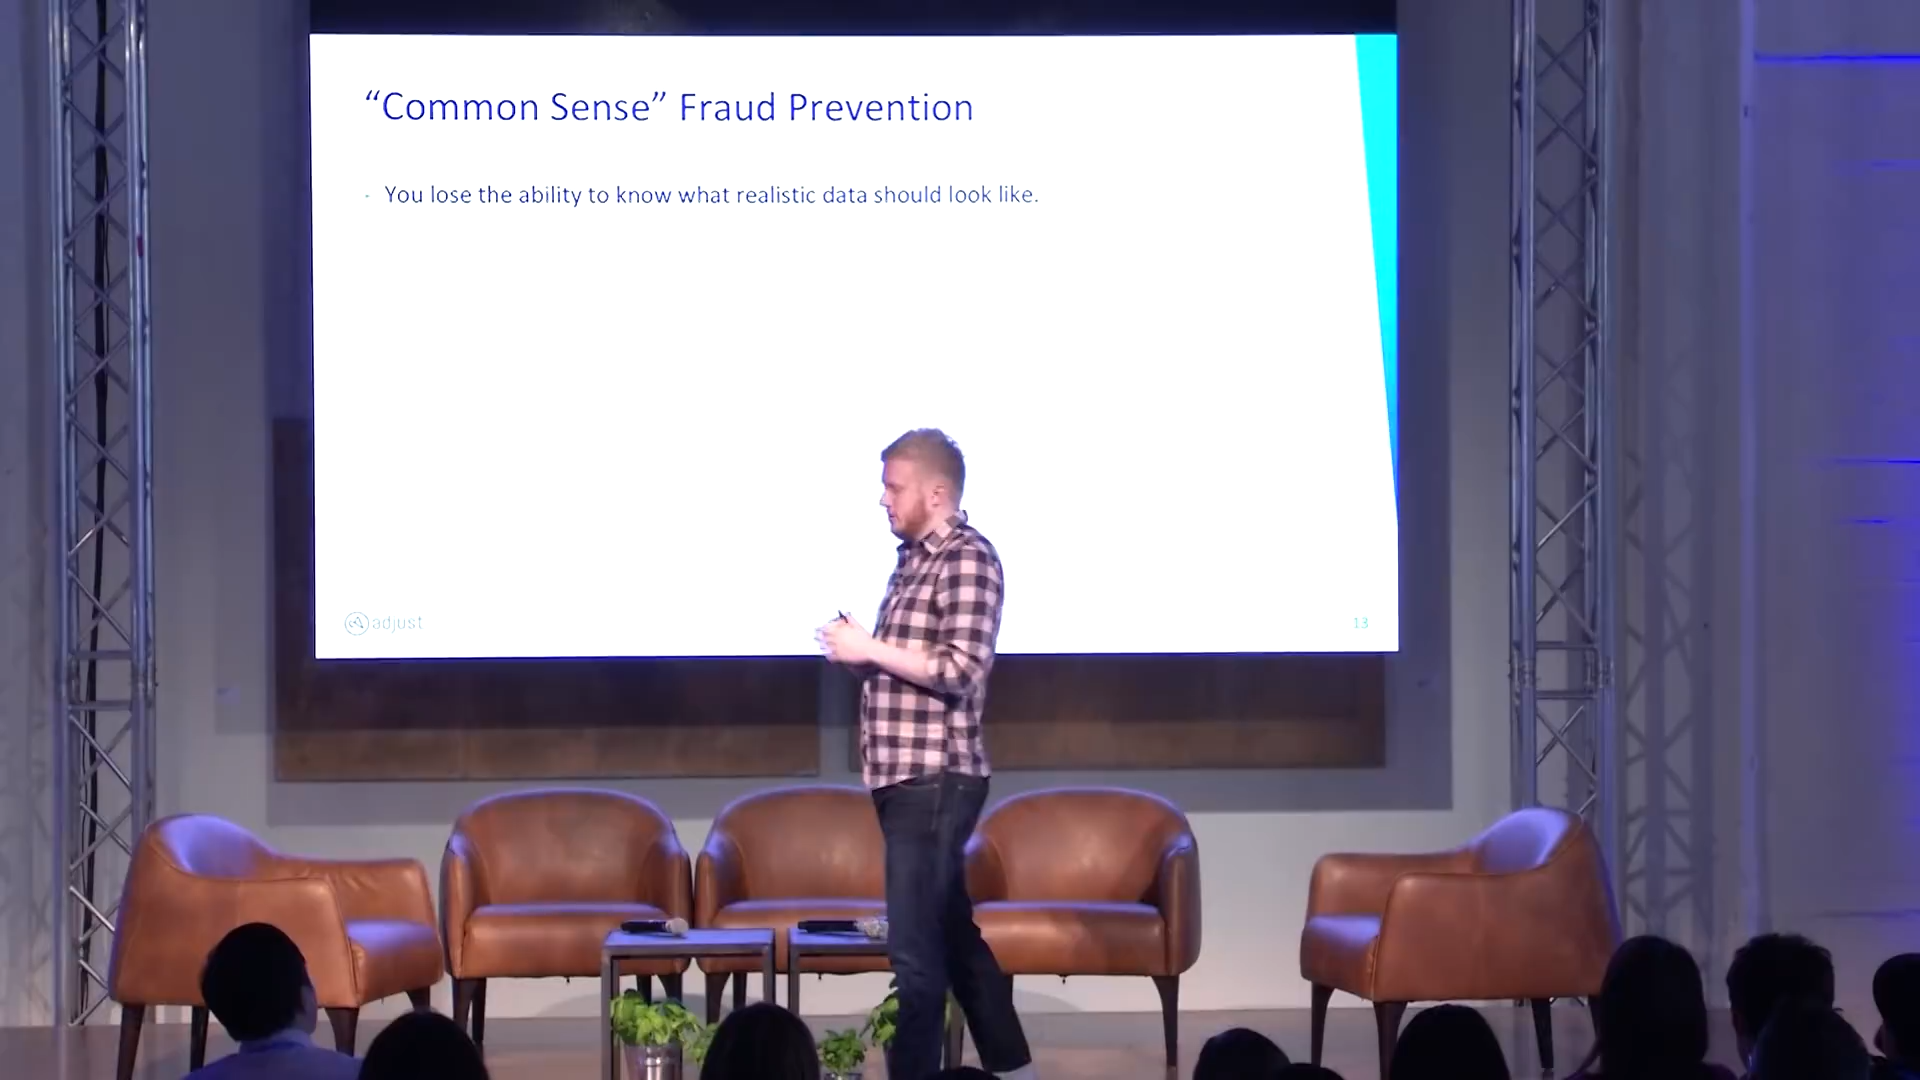 “Common Sense” Fraud Prevention
- You lose the ability to know what realistic data should look like.
adjust
13